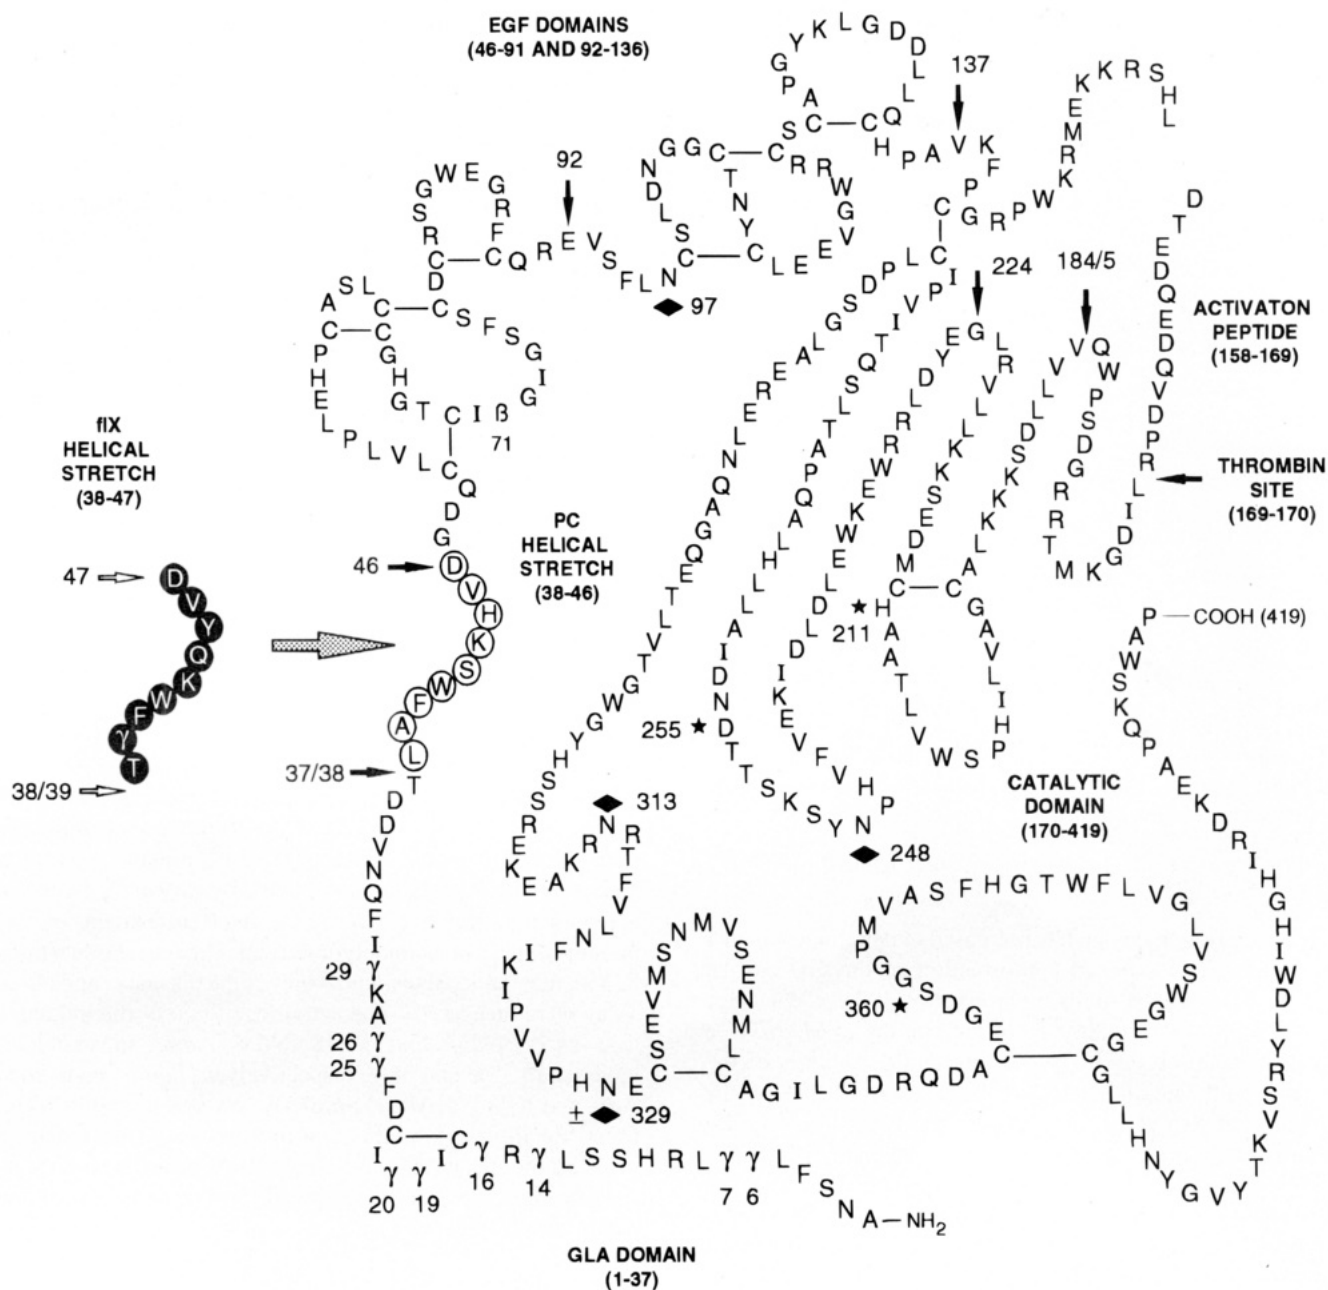 EGF DOMAINS
(46-91 AND 92-136)
fIX
HELICAL
STRETCH
(38-47)
47
D V Y Q K W F γ T
38/39
PC
HELICAL
STRETCH
(38-46)
46
37/38
ACTIVATON
PEPTIDE
(158-169)
THROMBIN
SITE
(169-170)
CATALYTIC
DOMAIN
(170-419)
GLA DOMAIN
(1-37)
NH2
A N S F L γ γ L R H S S L γ R γ C I γ γ I C D F γ γ A K γ I F Q N V D D T
6
7
14
16
19
20
25
26
29
L A F W S K H V D
G D Q C L V L P L E H P C A S L C C G H G T C I β G I G S F S C D C R S G W E G R F C Q R
71
92
E V S F L N C S L D N G G C T N Y C L E E V G W R R C S C A P G Y K L G D D L L Q C H P A
97
137
V K F P C G R P W K R M E K K R S H L
D T E D Q E D Q V D P R
L I D G K M T R R G D S P W Q V V L L D S K K K L A C G A V L I H P S W V L T A A H C M D E S K K L L V R L G E Y D L R R W E K W E L D L D I K E V F V H P N Y S K S T T D N D I A L L H L A Q P A T L S Q T I V P I C L P D S G L A E R E L N Q A G Q E T L V T G W G Y H S S R E K E A K R N R T F V L N F I K I P V V P H N E C S E V M S N M V S E N M L C A G I L G D R Q D A C E G D S G G P M V A S F H G T W F L V G L V S W G E G C G L L H N Y G V Y T K V S R Y L D W I H G H I R D K E A P Q K S W A P
184/5
211
224
248
255
313
± 329
360
COOH (419)